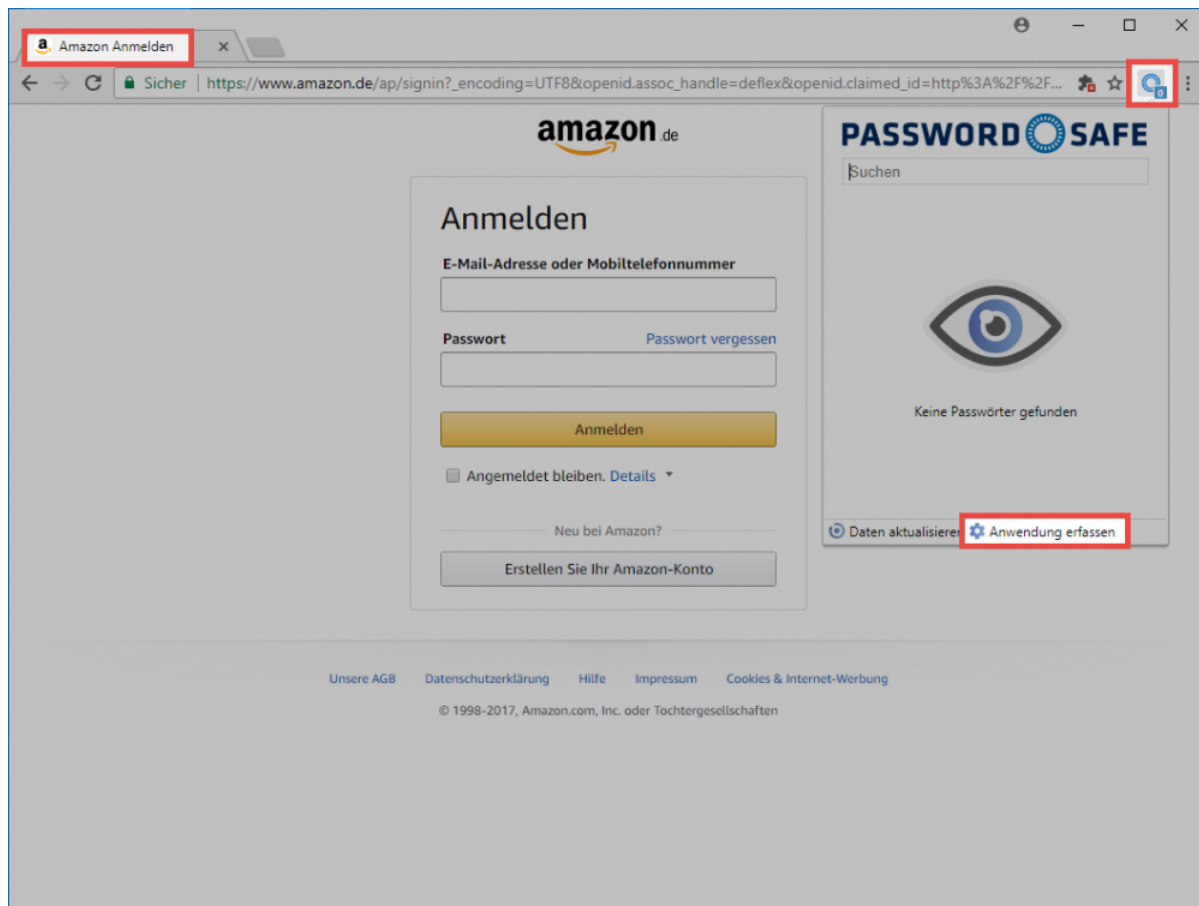 Amazon Anmelden
Sicher | https://www.amazon.de/ap/signin?_encoding=UTF8&openid.assoc_handle=deflex&openid.claimed_id=http%3A%2F%2F...
0
amazon.de
Anmelden
E-Mail-Adresse oder Mobiltelefonnummer
Passwort Passwort vergessen
Anmelden
Angemeldet bleiben. Details
Neu bei Amazon?
Erstellen Sie Ihr Amazon-Konto
PASSWORD SAFE
Suchen
Keine Passwörter gefunden
Daten aktualisieren Anwendung erfassen
Unsere AGB Datenschutzerklärung Hilfe Impressum Cookies & Internet-Werbung
© 1998-2017, Amazon.com, Inc. oder Tochtergesellschaften